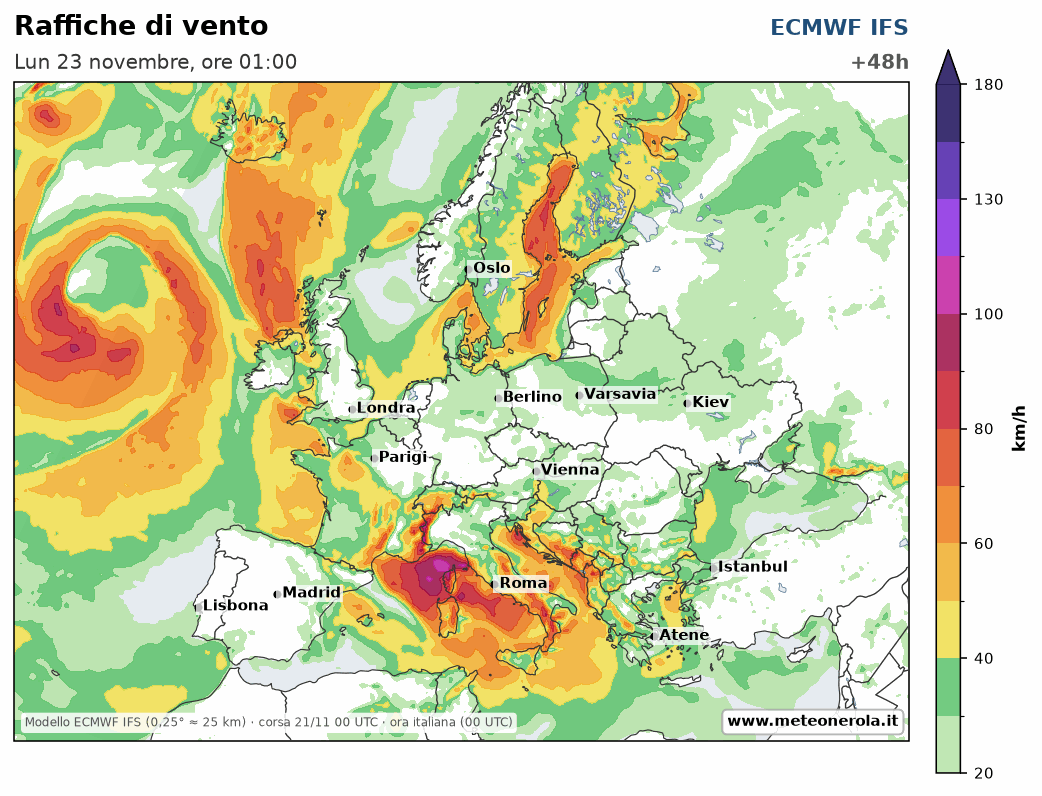 Raffiche di vento
ECMWF IFS
Lun 23 novembre, ore 01:00
+48h
180
130
100
80
60
40
20
km/h
Oslo
Londra
Berlino
Varsavia
Kiev
Parigi
Vienna
Istanbul
Madrid
Roma
Lisbona
Atene
Modello ECMWF IFS (0,25° ≈ 25 km) · corsa 21/11 00 UTC · ora italiana (00 UTC)
www.meteonerola.it